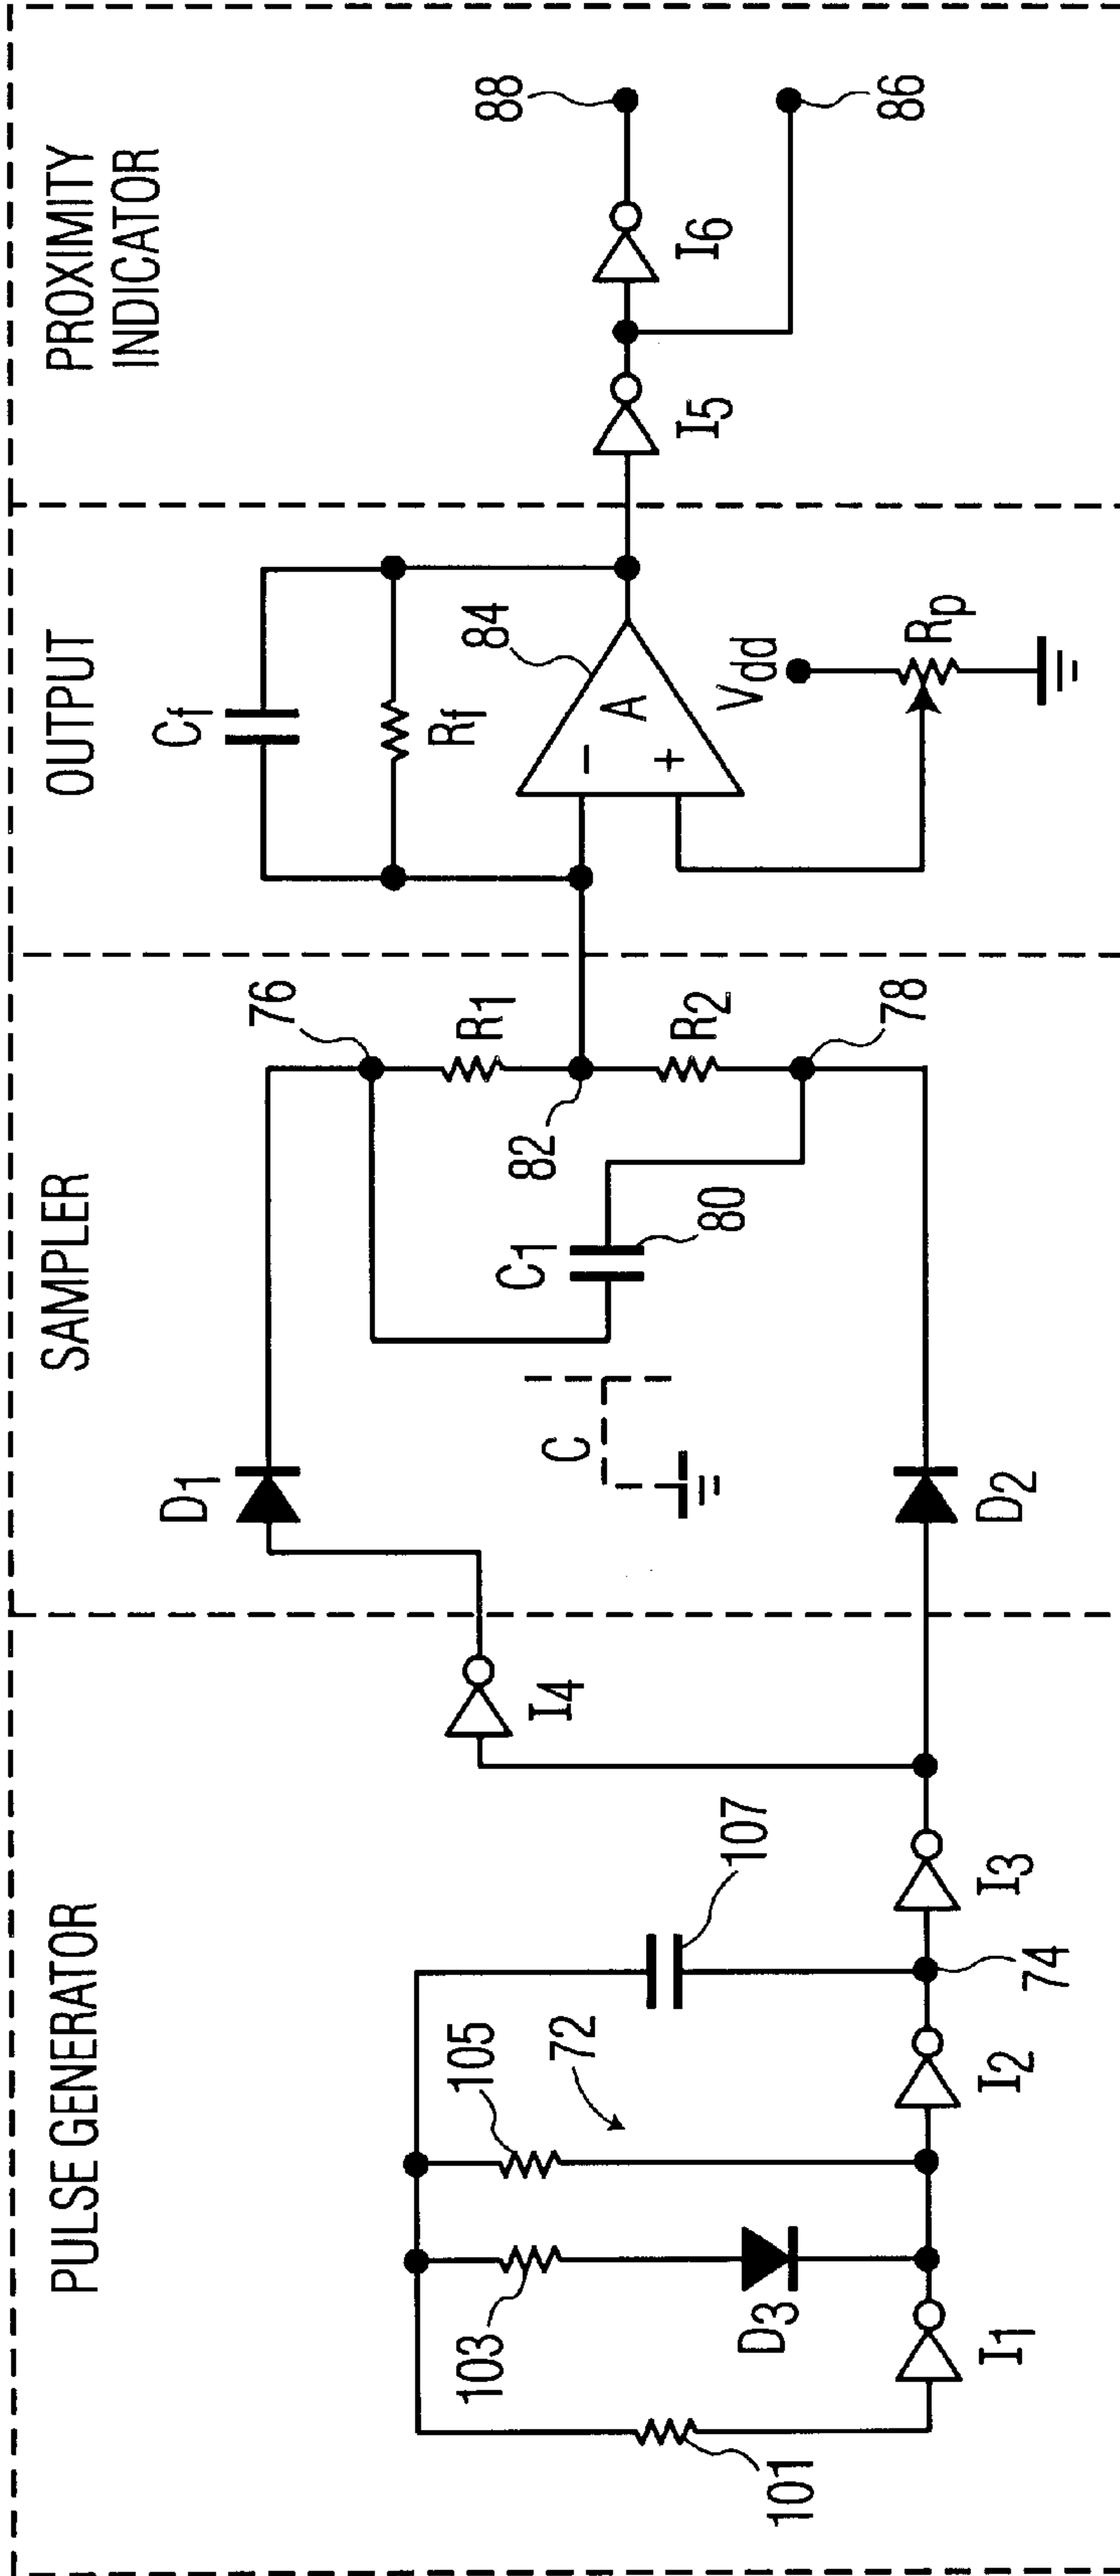 PULSE GENERATOR
SAMPLER
OUTPUT
PROXIMITY
INDICATOR
101
103
D3
I1
105
72
I2
74
107
I3
I4
D1
D2
C
C1
80
76
R1
82
R2
78
Cf
Rf
84
A
−
+
Vdd
Rp
I5
I6
88
86